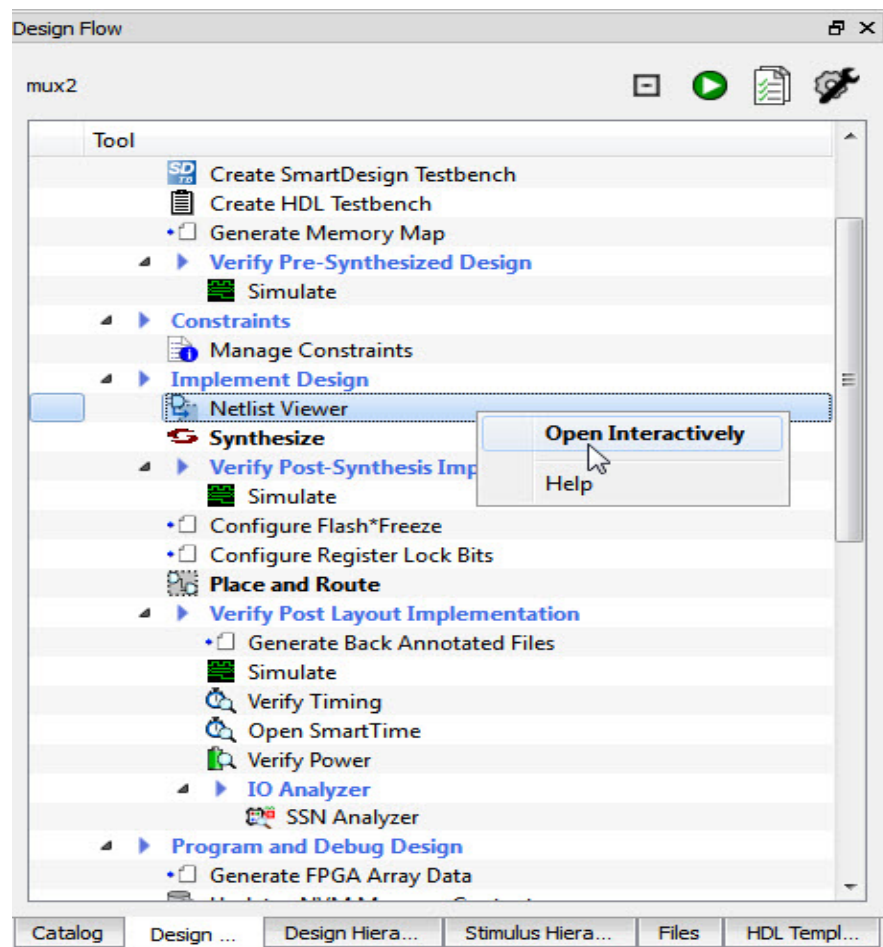 Design Flow
mux2
Tool
Create SmartDesign Testbench
Create HDL Testbench
Generate Memory Map
Verify Pre-Synthesized Design
Simulate
Constraints
Manage Constraints
Implement Design
Netlist Viewer
Synthesize
Open Interactively
Verify Post-Synthesis Imp
Help
Simulate
Configure Flash*Freeze
Configure Register Lock Bits
Place and Route
Verify Post Layout Implementation
Generate Back Annotated Files
Simulate
Verify Timing
Open SmartTime
Verify Power
IO Analyzer
SSN Analyzer
Program and Debug Design
Generate FPGA Array Data
Catalog Design ... Design Hiera... Stimulus Hiera... Files HDL Templ...